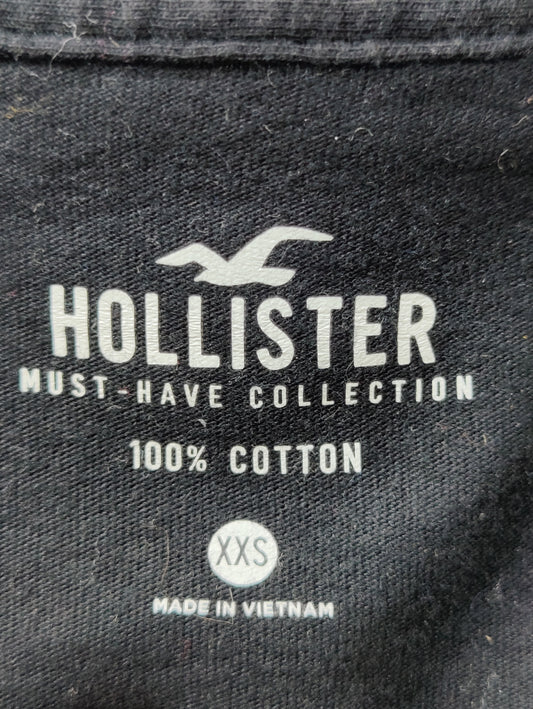 HOLLISTER
MUST-HAVE COLLECTION
100% COTTON
XXS
MADE IN VIETNAM